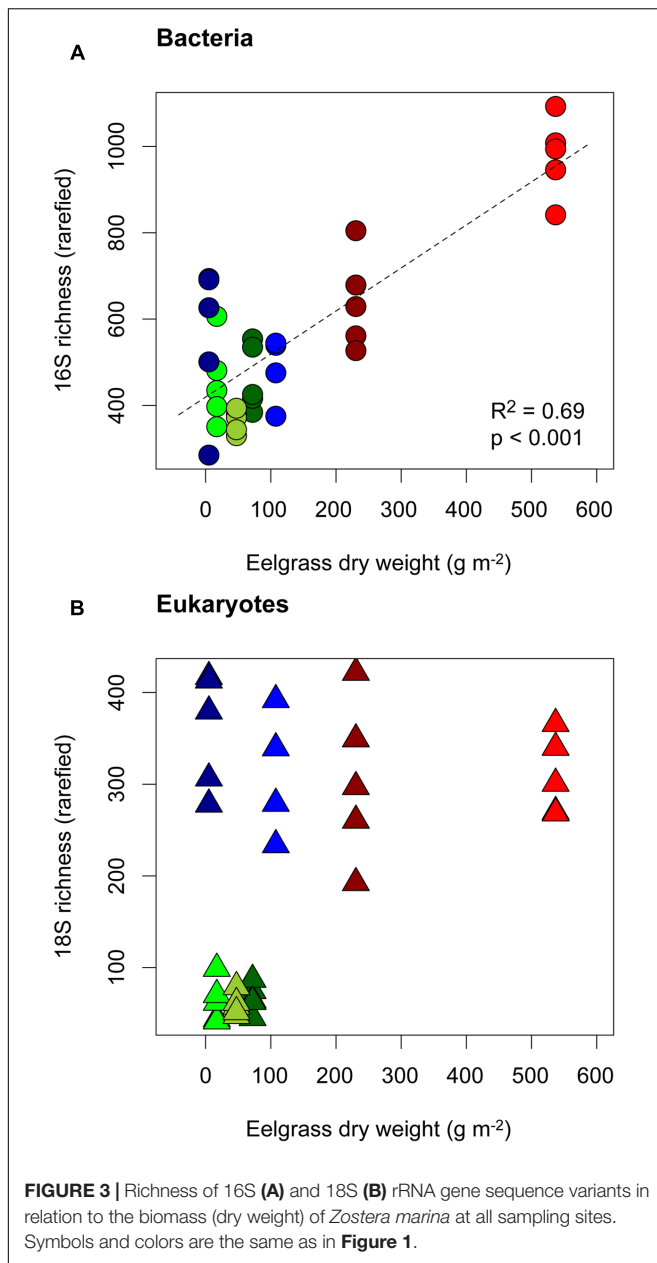 A
Bacteria
16S richness (rarefied)
1000
800
600
400
R² = 0.69
p < 0.001
0 100 200 300 400 500 600
Eelgrass dry weight (g m⁻²)
B
Eukaryotes
18S richness (rarefied)
400
300
200
100
0 100 200 300 400 500 600
Eelgrass dry weight (g m⁻²)
FIGURE 3 | Richness of 16S (A) and 18S (B) rRNA gene sequence variants in
relation to the biomass (dry weight) of Zostera marina at all sampling sites.
Symbols and colors are the same as in Figure 1.